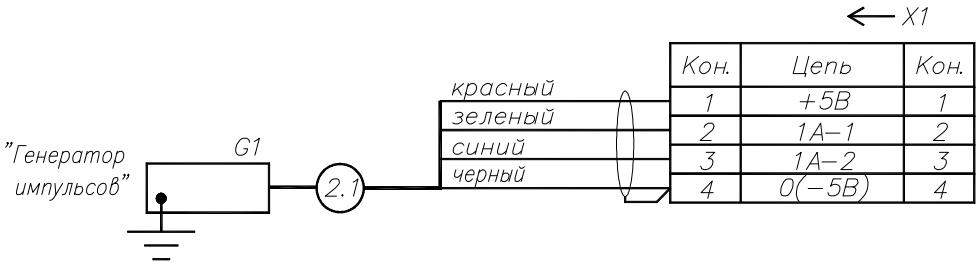 X1
Кон. Цепь Кон.
красный
1 +5В 1
зеленый
2 1А-1 2
синий
3 1А-2 3
черный
4 0(-5В) 4
"Генератор
импульсов"
G1
2.1